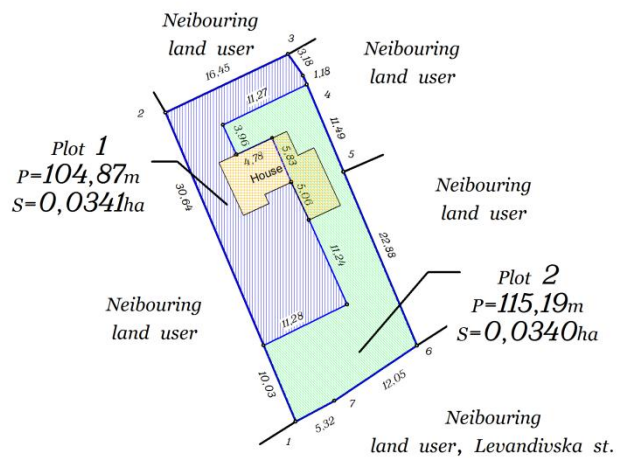 Neibouring
land user
3
Neibouring
land user
3,18
1,18
16,45
11,27
4
2
11,49
3,96
Plot 1
P=104,87m
S=0,0341ha
4,78
5,83
House
5
5,06
30,64
Neibouring
land user
22,88
11,24
Plot 2
P=115,19m
S=0,0340ha
Neibouring
land user
11,28
6
10,03
12,05
7
5,32
1
Neibouring
land user, Levandivska st.